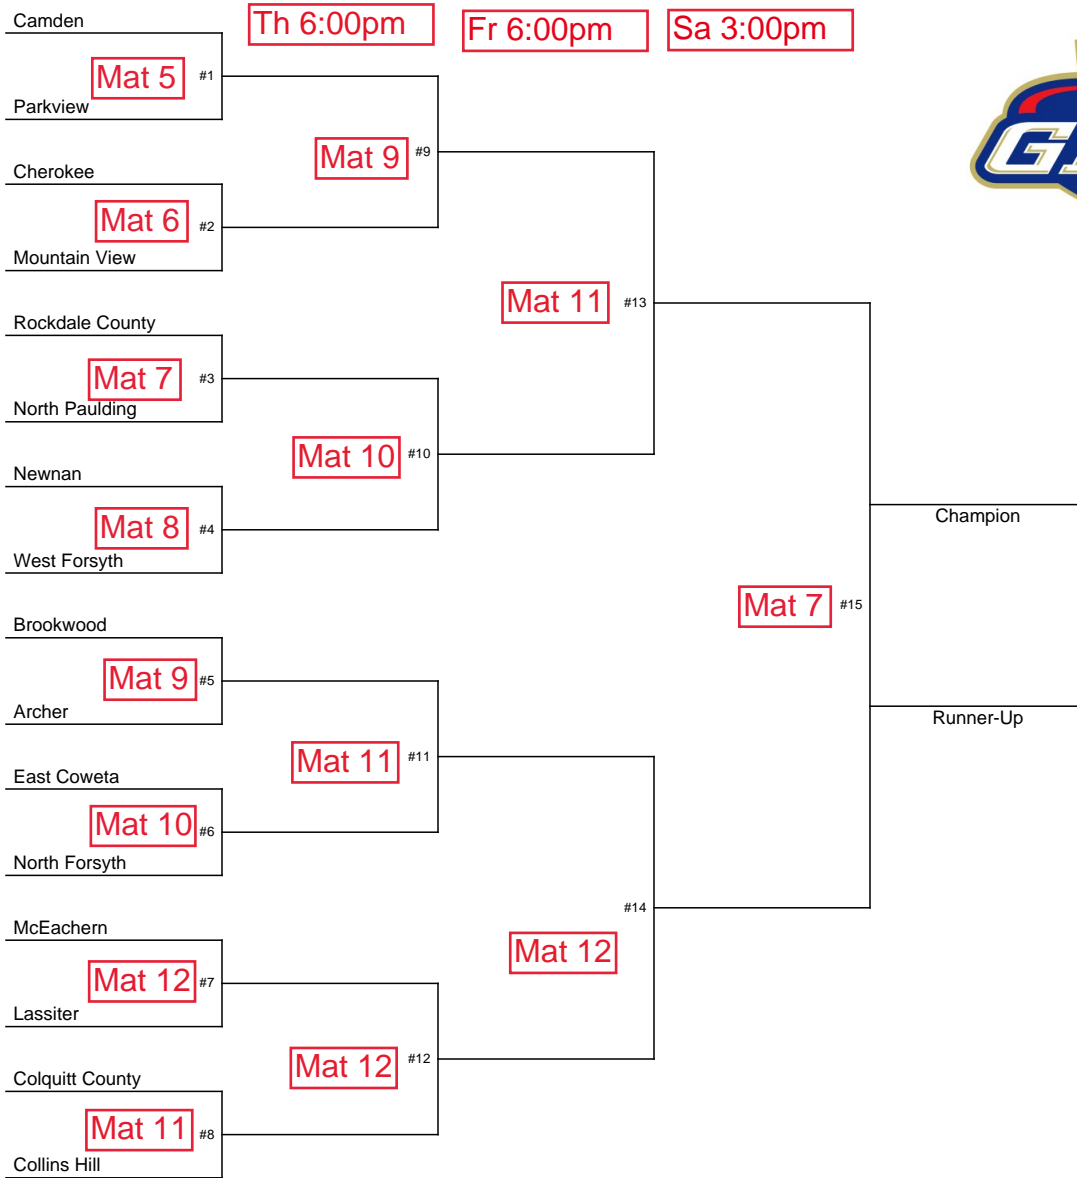 Camden
Th 6:00pm
Fr 6:00pm
Sa 3:00pm
Mat 5 #1
Parkview
Mat 9 #9
Cherokee
Mat 6 #2
Mountain View
Mat 11 #13
Rockdale County
Mat 7 #3
North Paulding
Mat 10 #10
Newnan
Mat 8 #4
West Forsyth
Champion
Mat 7 #15
Brookwood
Mat 9 #5
Archer
Runner-Up
Mat 11 #11
East Coweta
Mat 10 #6
North Forsyth
#14
Mat 12
McEachern
Mat 12 #7
Lassiter
Mat 12 #12
Colquitt County
Mat 11 #8
Collins Hill